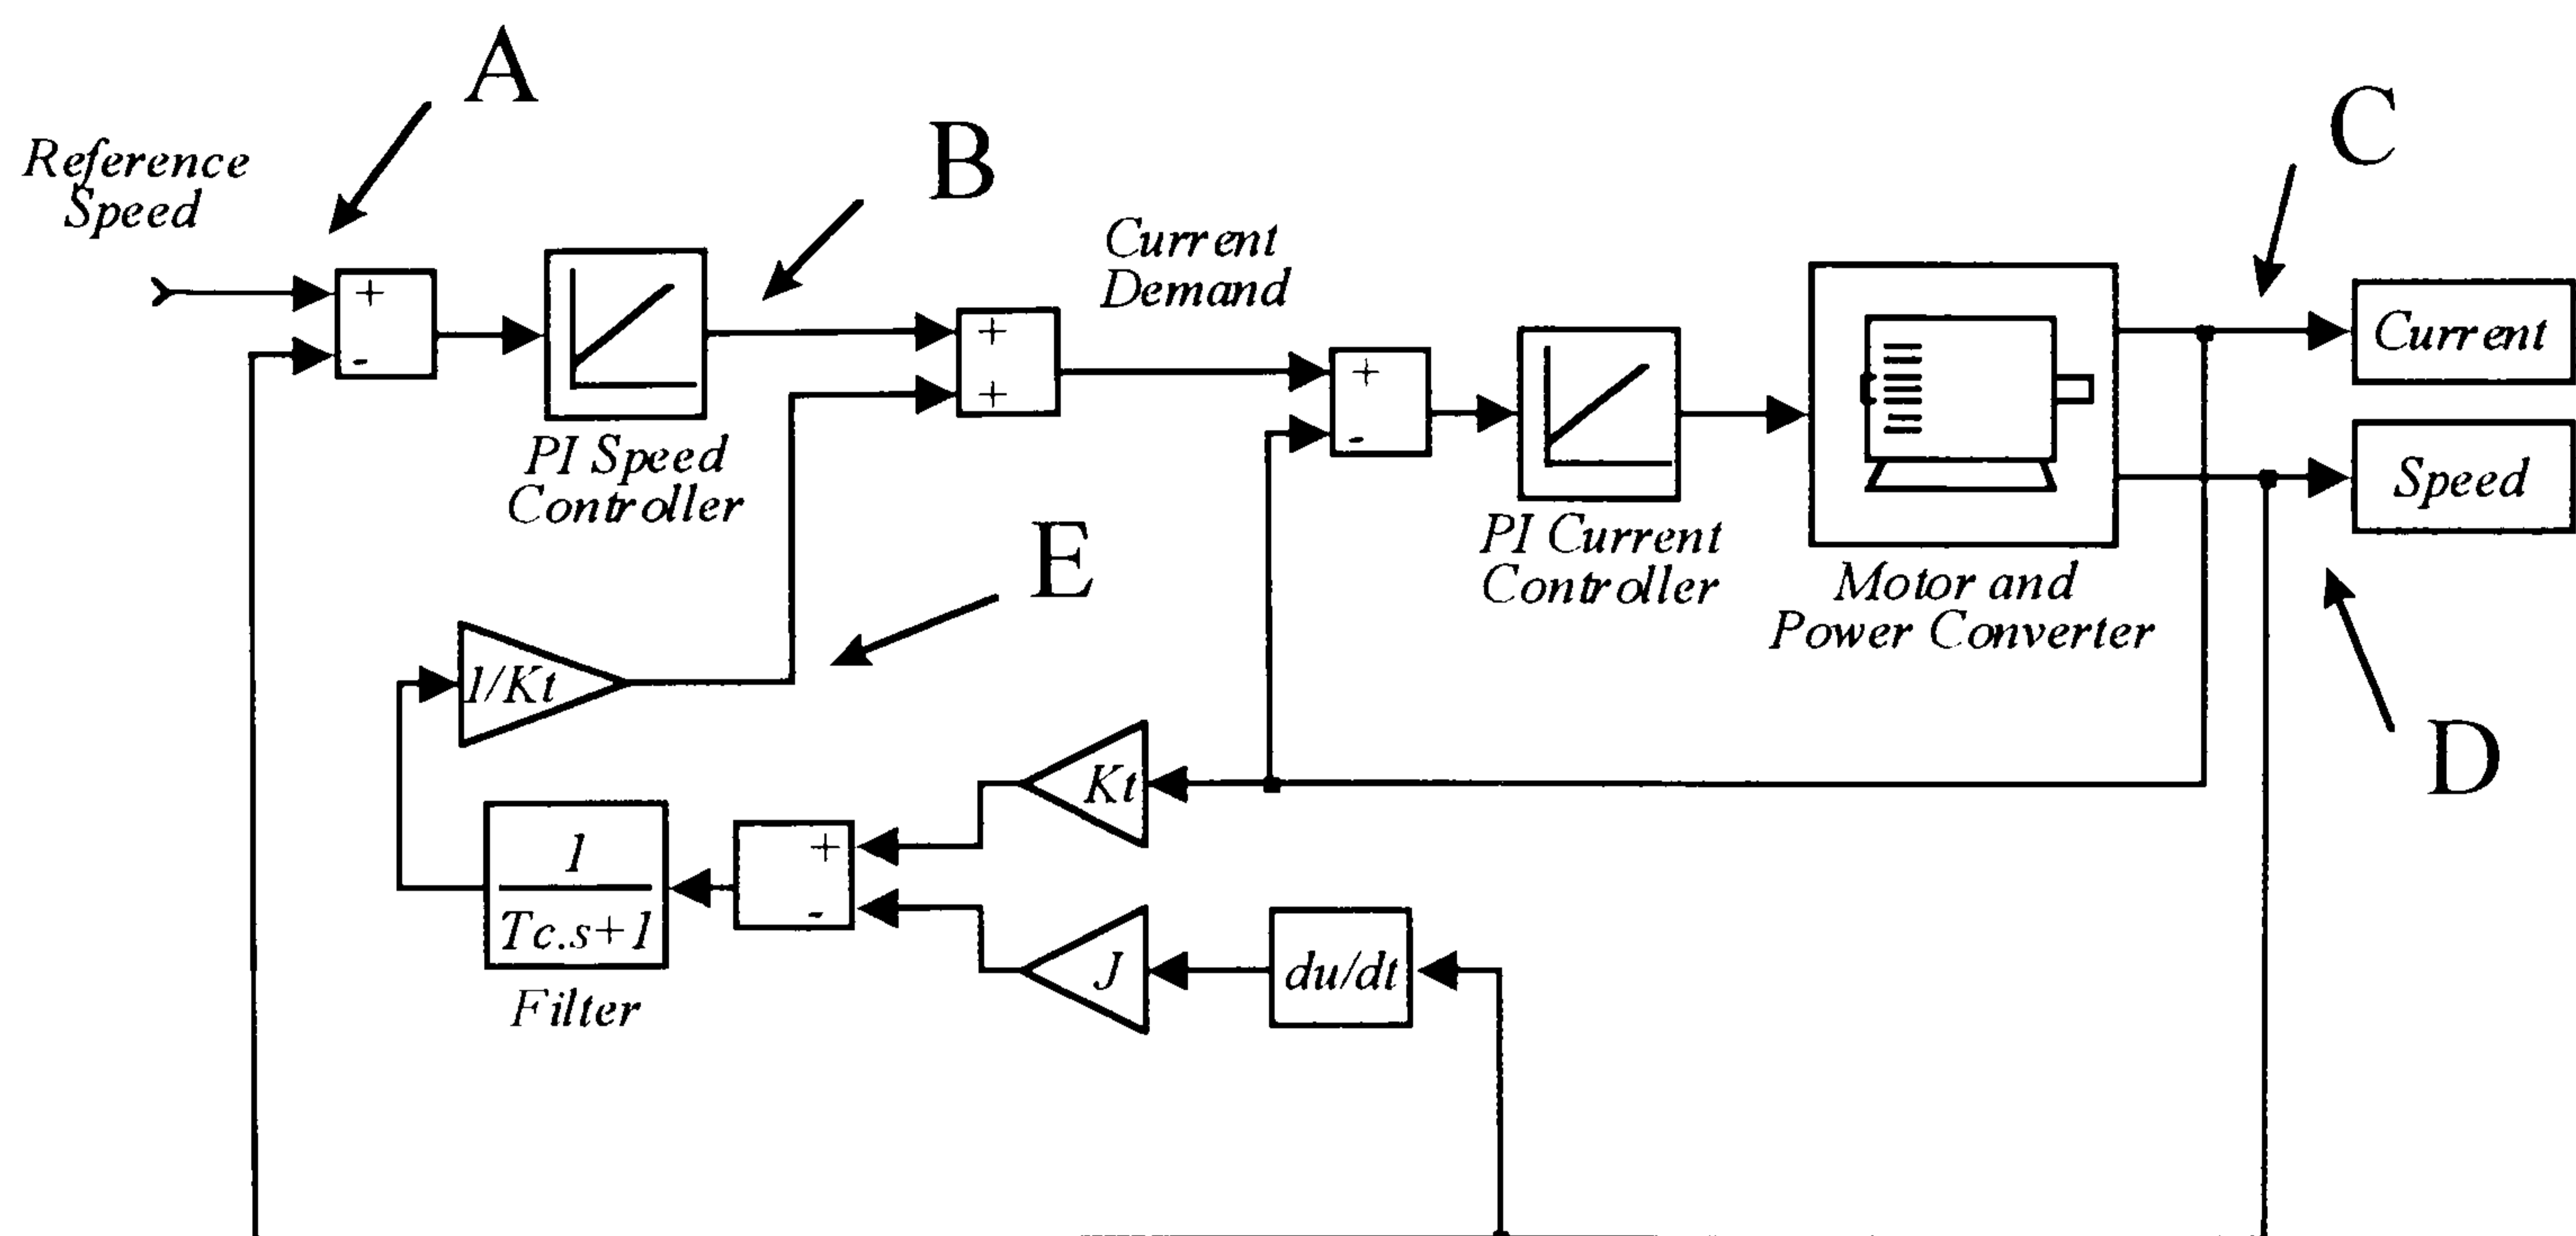 A
B
C
Reference
Speed
Current
Demand
+
-
+
+
+
-
Current
Speed
PI Speed
Controller
PI Current
Controller
Motor and
Power Converter
E
D
1/Kt
Kt
1
Tc.s+1
Filter
+
-
J
du/dt